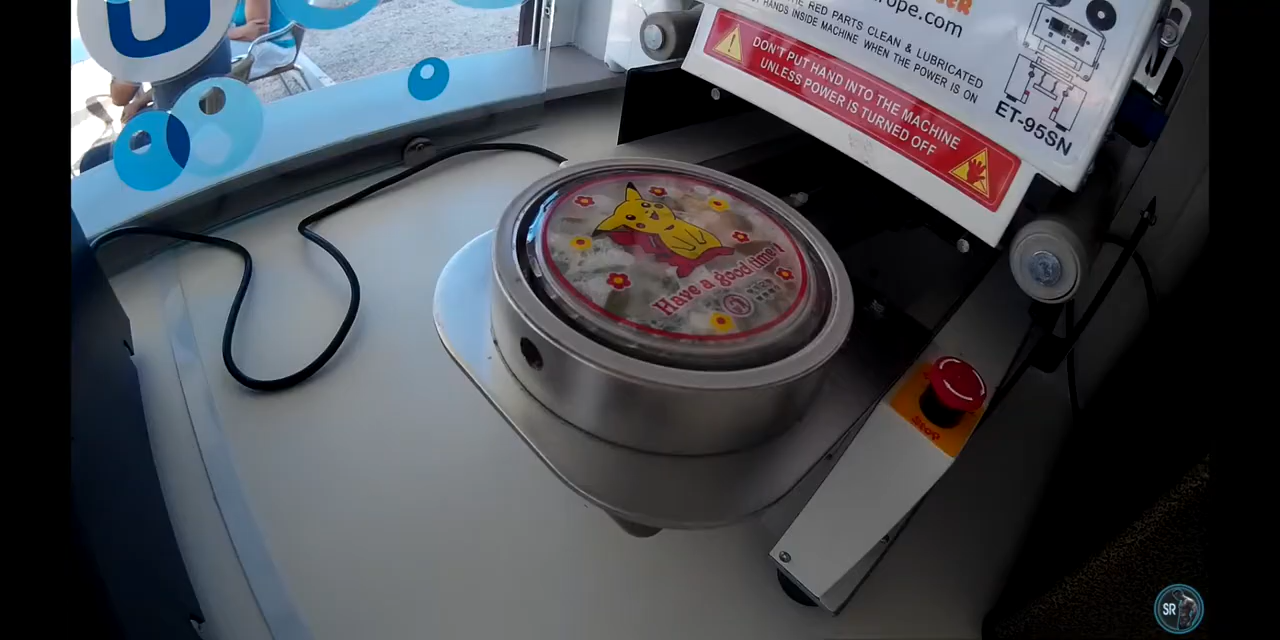 U
rope.com
THE RED PARTS CLEAN & LUBRICATED
HANDS INSIDE MACHINE WHEN THE POWER IS ON
DON'T PUT HAND INTO THE MACHINE
UNLESS POWER IS TURNED OFF
ET-95SN
Have a good time!
STOP
SR